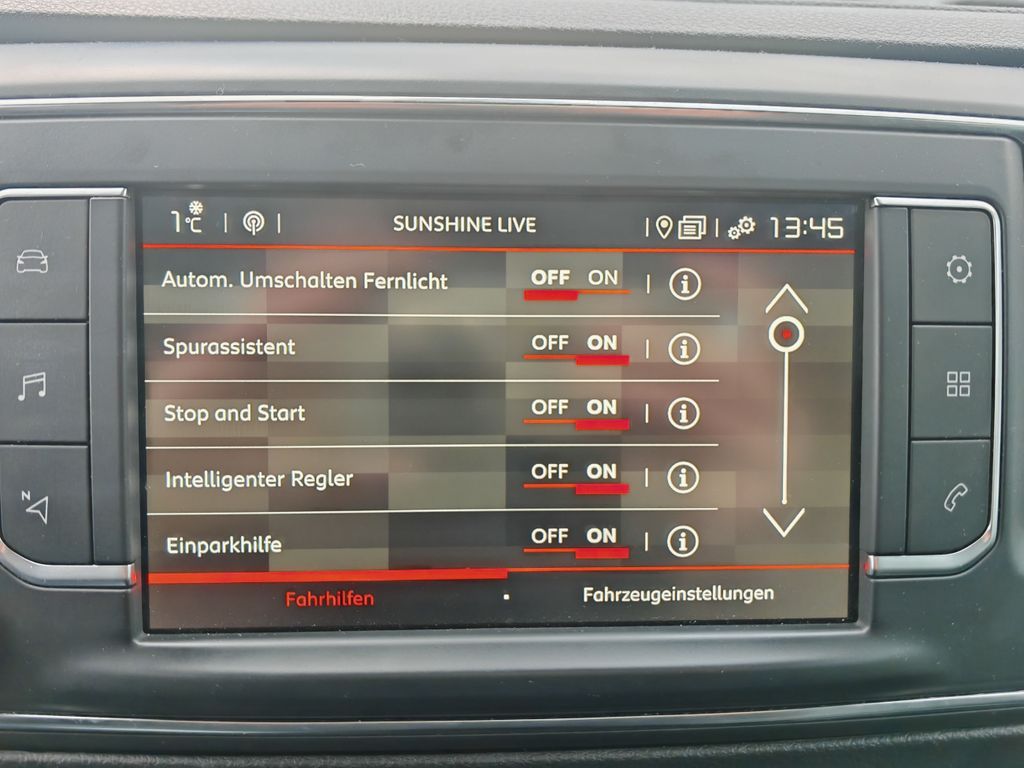 1°C | | SUNSHINE LIVE | | 13:45
Autom. Umschalten Fernlicht OFF ON | i
Spurassistent OFF ON | i
Stop and Start OFF ON | i
Intelligenter Regler OFF ON | i
Einparkhilfe OFF ON | i
Fahrhilfen Fahrzeugeinstellungen
N